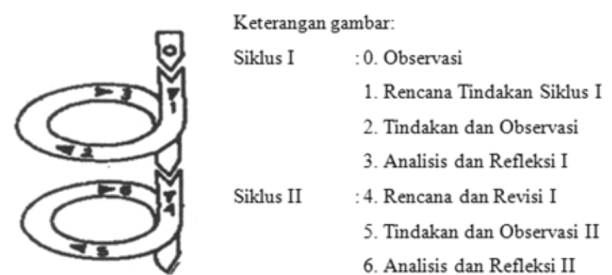 Keterangan gambar:
Siklus I : 0. Observasi
1. Rencana Tindakan Siklus I
2. Tindakan dan Observasi
3. Analisis dan Refleksi I
Siklus II : 4. Rencana dan Revisi I
5. Tindakan dan Observasi II
6. Analisis dan Refleksi II
0
3
1
2
6
4
5